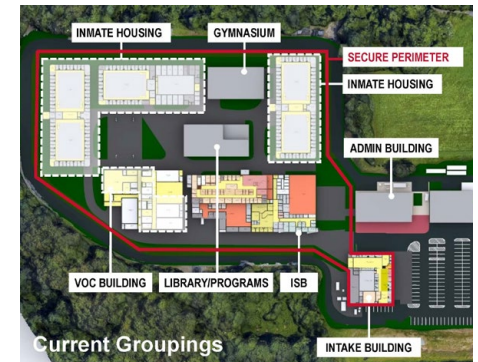 INMATE HOUSING
GYMNASIUM
SECURE PERIMETER
INMATE HOUSING
ADMIN BUILDING
VOC BUILDING
LIBRARY/PROGRAMS
ISB
INTAKE BUILDING
Current Groupings